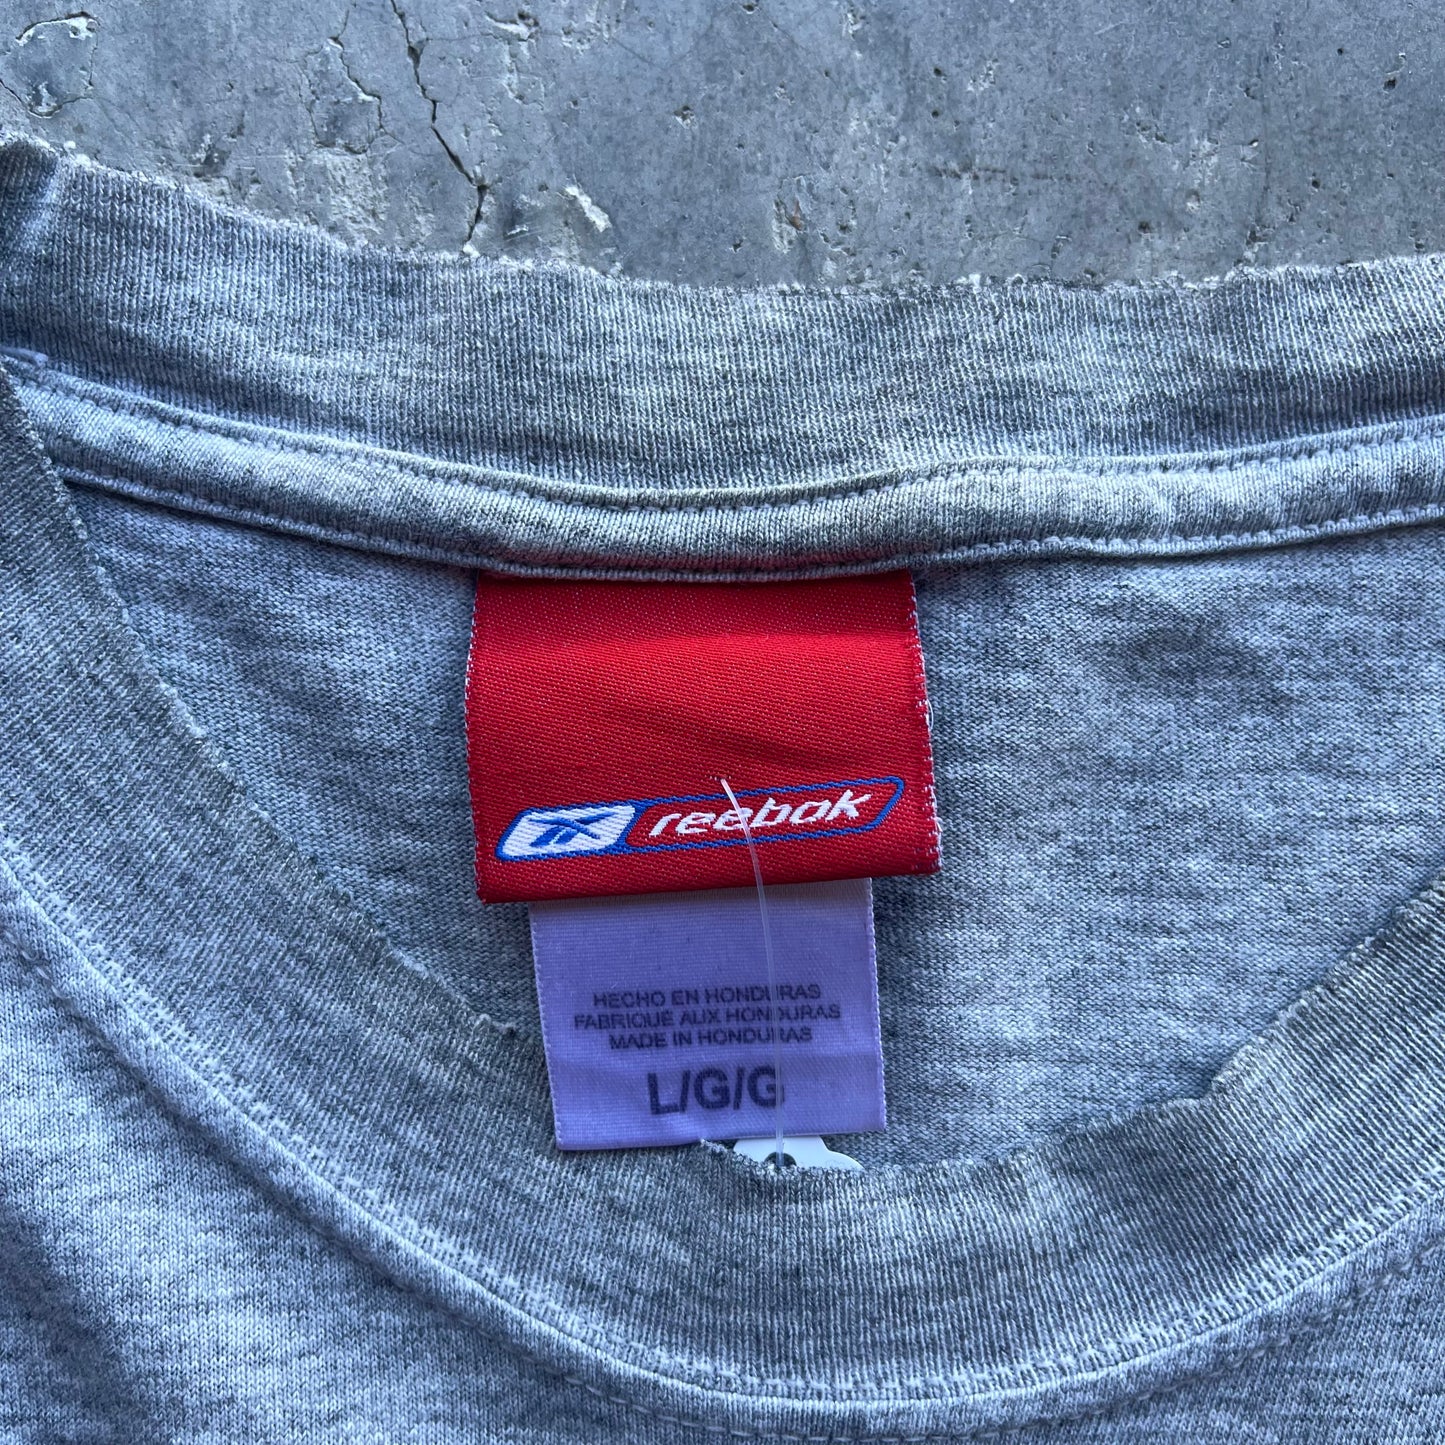 reebok
HECHO EN HONDURAS
FABRIQUE AUX HONDURAS
MADE IN HONDURAS
L/G/G